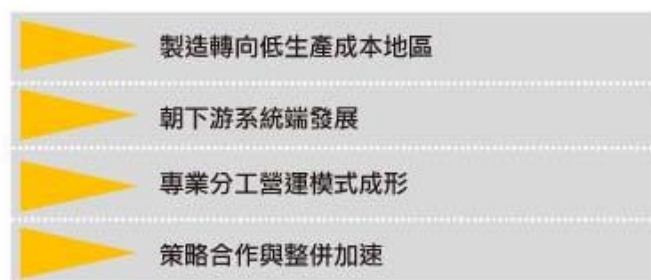 製造轉向低生產成本地區
朝下游系統端發展
專業分工營運模式成形
策略合作與整併加速